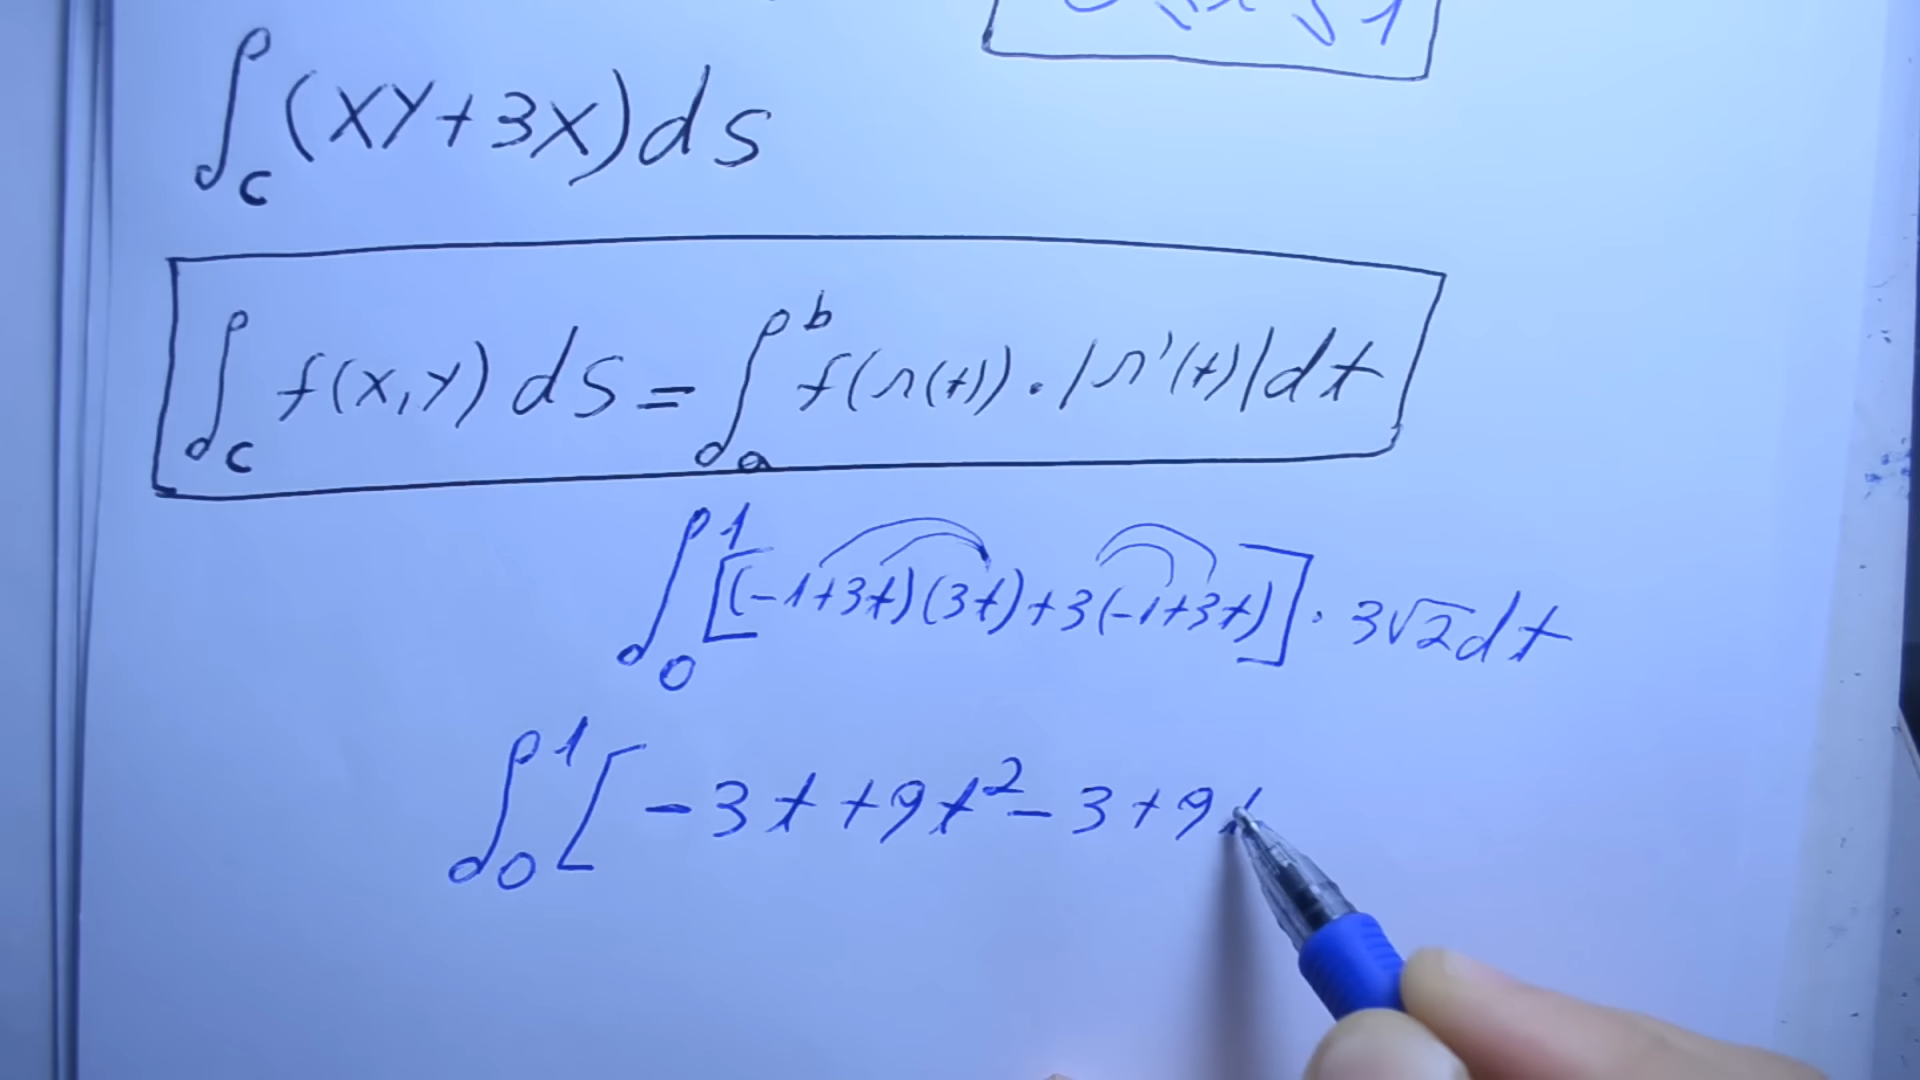 ∫_C (xy+3x)ds
∫_C f(x,y) ds = ∫_a^b f(r(t)) · |r'(t)|dt
∫_0^1 [(-1+3t)(3t)+3(-1+3t)] · 3√2 dt
∫_0^1 [-3t+9t²-3+9t